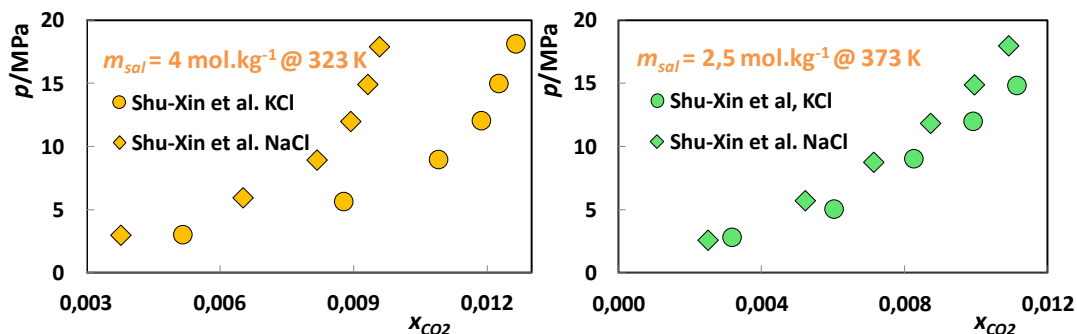 20
15
10
5
0
p/MPa
m_sal = 4 mol.kg⁻¹ @ 323 K
Shu-Xin et al. KCl
Shu-Xin et al. NaCl
0,003 0,006 0,009 0,012
x_CO2
20
15
10
5
0
p/MPa
m_sal = 2,5 mol.kg⁻¹ @ 373 K
Shu-Xin et al, KCl
Shu-Xin et al. NaCl
0.000 0,004 0,008 0,012
x_CO2